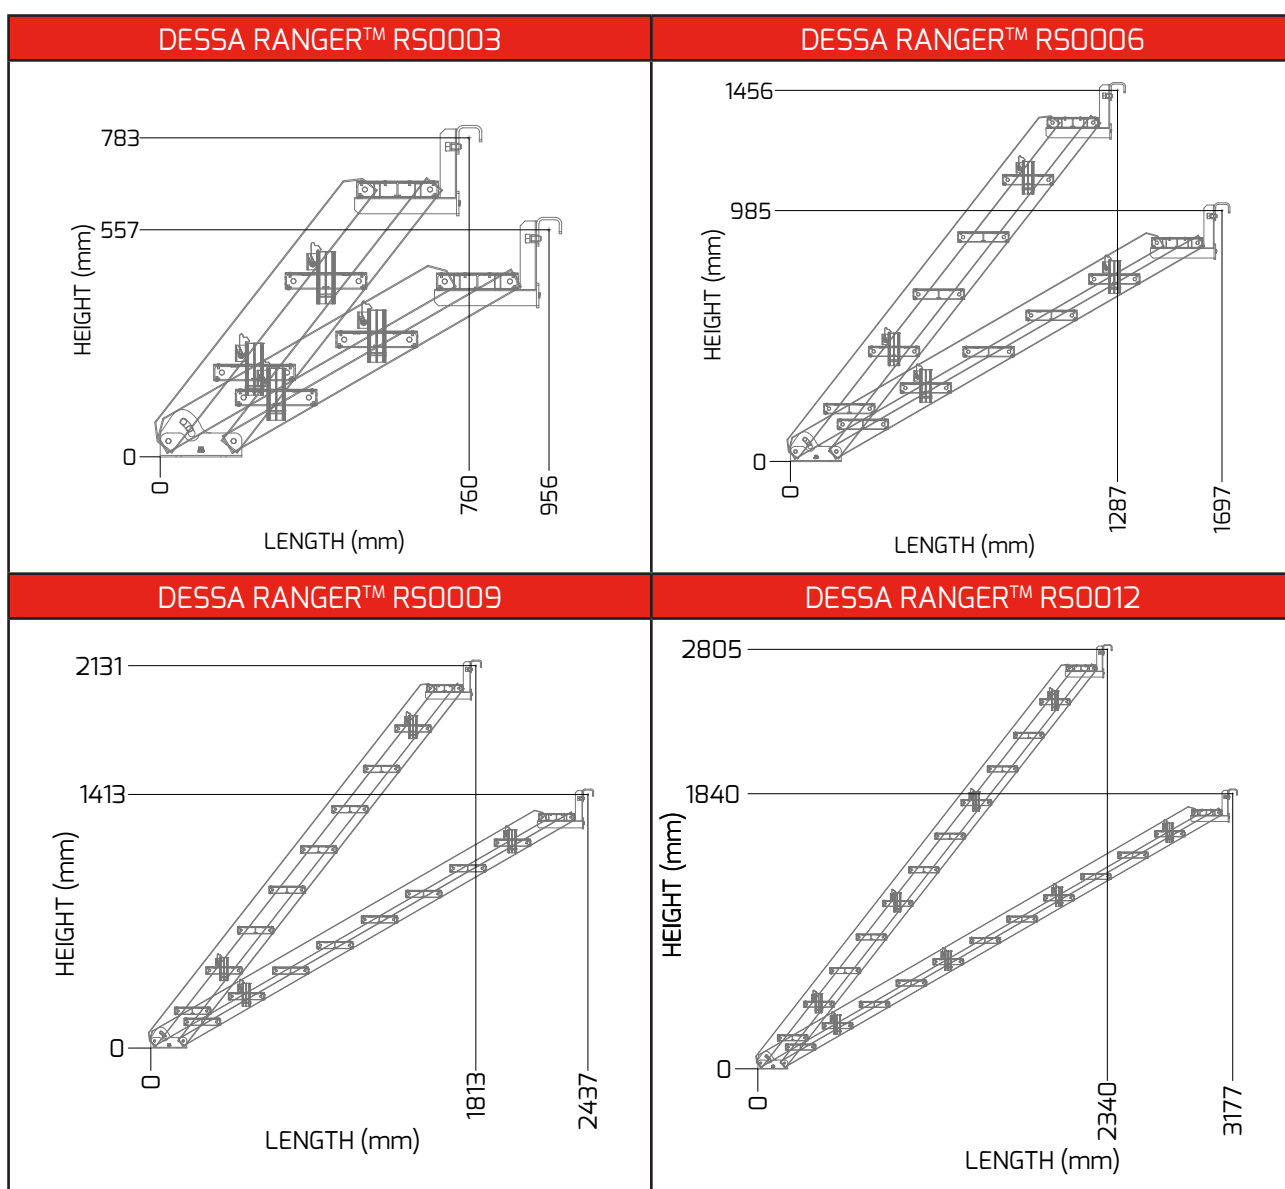 DESSA RANGER™ RS0003
783
557
HEIGHT (mm)
0
0
760
956
LENGTH (mm)
DESSA RANGER™ RS0006
1456
985
HEIGHT (mm)
0
0
1287
1697
LENGTH (mm)
DESSA RANGER™ RS0009
2131
1413
HEIGHT (mm)
0
0
1813
2437
LENGTH (mm)
DESSA RANGER™ RS0012
2805
1840
HEIGHT (mm)
0
0
2340
3177
LENGTH (mm)